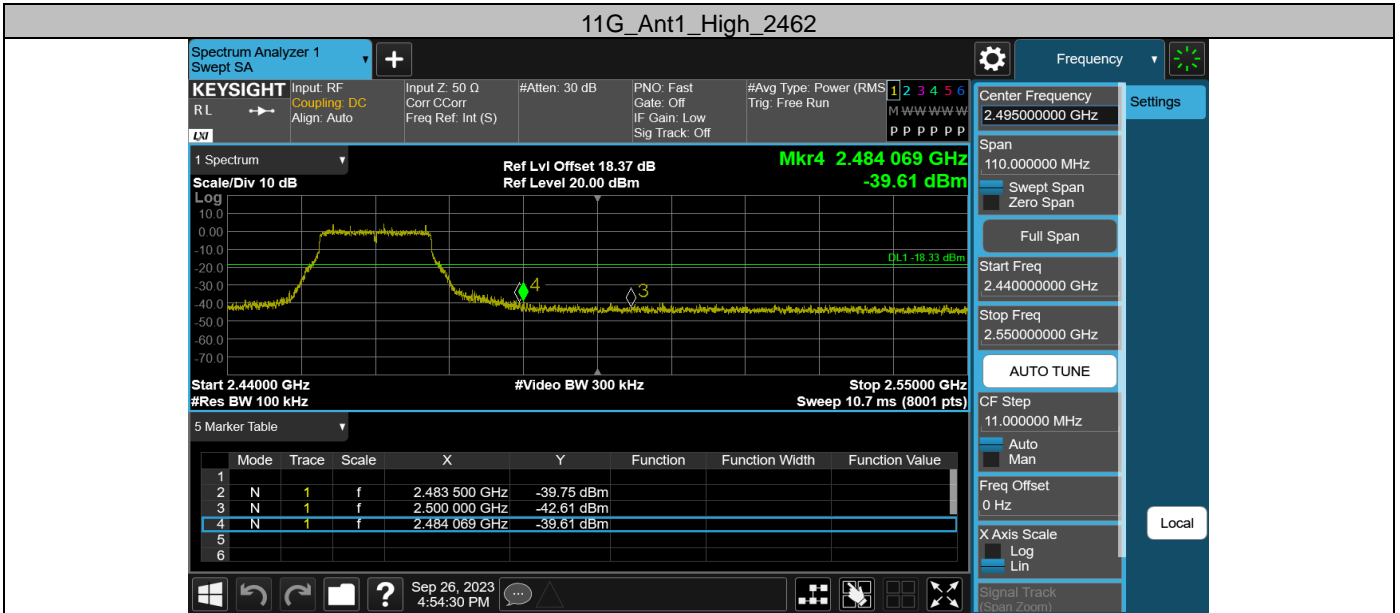 11G_Ant1_High_2462
Spectrum Analyzer 1
Swept SA
+
Frequency
KEYSIGHT
R L
LXI
Input: RF
Coupling: DC
Align: Auto
Input Z: 50 Ω
Corr CCorr
Freq Ref: Int (S)
#Atten: 30 dB
PNO: Fast
Gate: Off
IF Gain: Low
Sig Track: Off
#Avg Type: Power (RMS
Trig: Free Run
1 2 3 4 5 6
M W W W W W
P P P P P P
1 Spectrum
Scale/Div 10 dB
Ref Lvl Offset 18.37 dB
Ref Level 20.00 dBm
Mkr4 2.484 069 GHz
-39.61 dBm
Log
10.0
0.00
-10.0
-20.0
-30.0
-40.0
-50.0
-60.0
-70.0
DL1 -18.33 dBm
4
3
Start 2.44000 GHz
#Video BW 300 kHz
Stop 2.55000 GHz
#Res BW 100 kHz
Sweep 10.7 ms (8001 pts)
5 Marker Table
Mode Trace Scale X Y Function Function Width Function Value
1
2 N 1 f 2.483 500 GHz -39.75 dBm
3 N 1 f 2.500 000 GHz -42.61 dBm
4 N 1 f 2.484 069 GHz -39.61 dBm
5
6
?
Sep 26, 2023
4:54:30 PM
Center Frequency
2.495000000 GHz
Span
110.000000 MHz
Swept Span
Zero Span
Full Span
Start Freq
2.440000000 GHz
Stop Freq
2.550000000 GHz
AUTO TUNE
CF Step
11.000000 MHz
Auto
Man
Freq Offset
0 Hz
X Axis Scale
Log
Lin
Signal Track
(Span Zoom)
Settings
Local